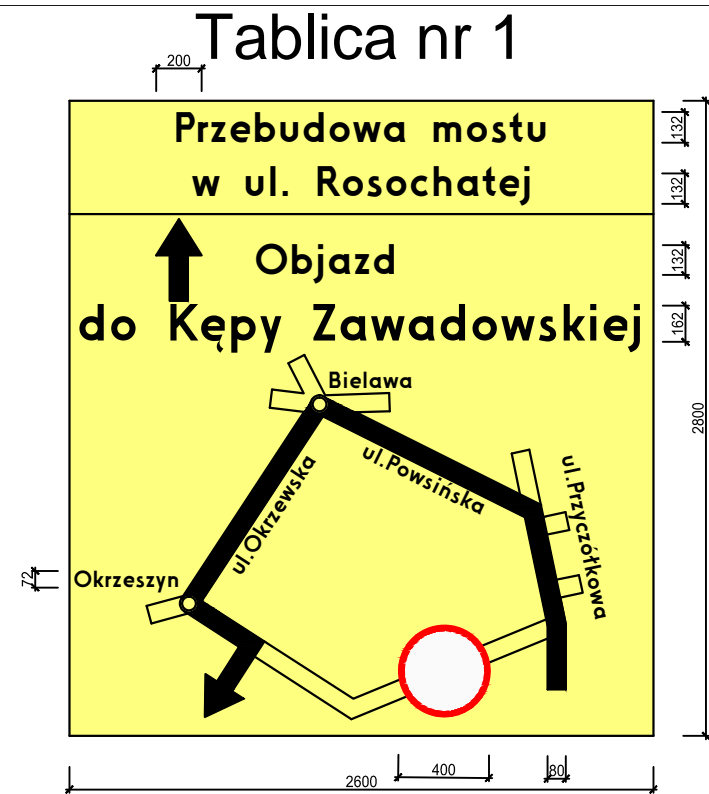 Tablica nr 1
200
Przebudowa mostu
132
w ul. Rosochatej
132
Objazd
132
do Kępy Zawadowskiej
162
Bielawa
2800
ul.Powsińska
ul.Przyczółkowa
ul.Okrzewska
Okrzeszyn
72
400
80
2600